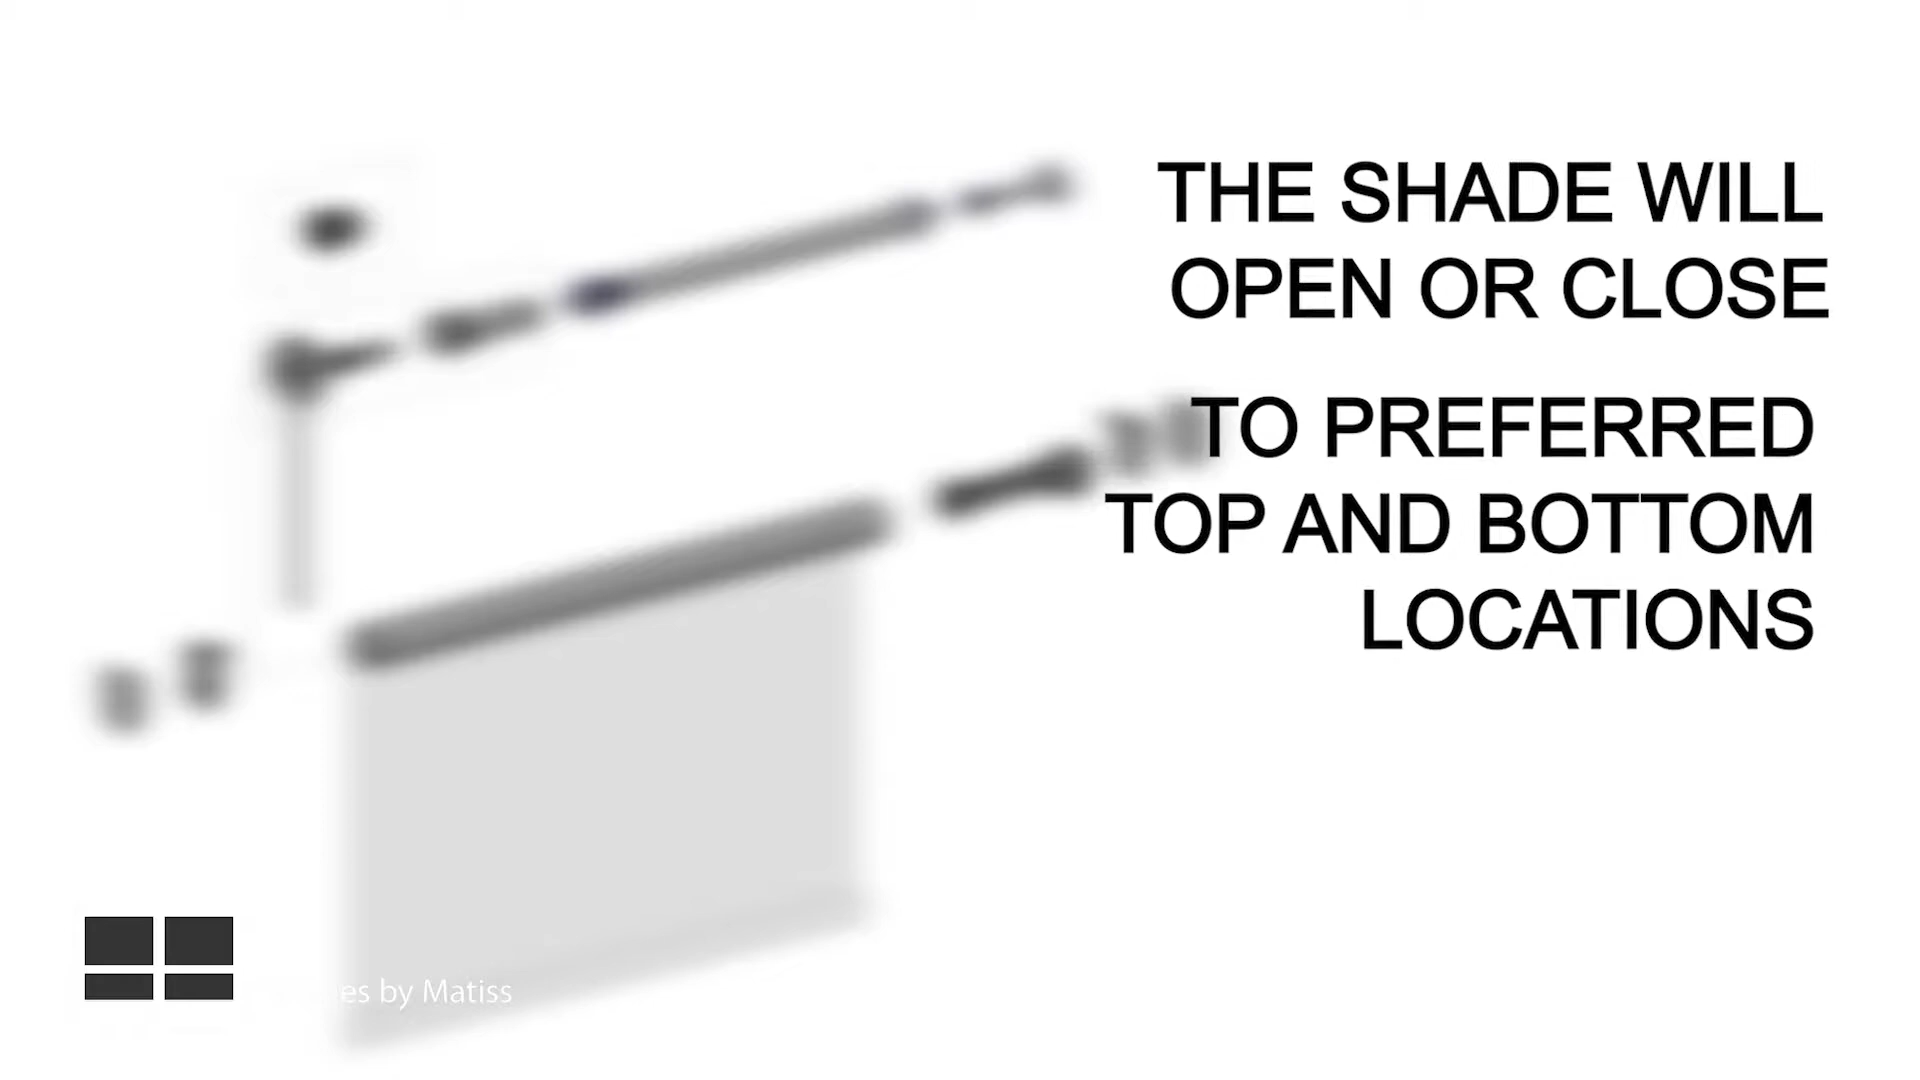 THE SHADE WILL
OPEN OR CLOSE
TO PREFERRED
TOP AND BOTTOM
LOCATIONS
by Matiss